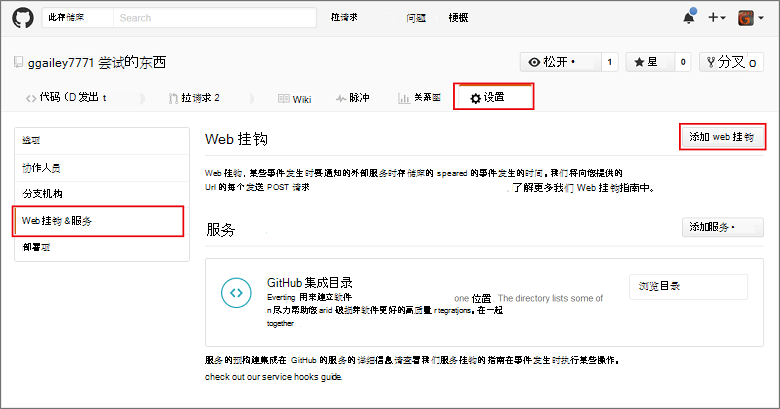 此存储库 Search 拉请求 问题 梗概
ggailey7771 尝试的东西 松开 1 星 0 分叉 0
代码（D 发出 t 拉请求 2 Wiki 脉冲 关系图 设置
选项
协作人员
分支机构
Web 挂钩 & 服务
部署项
Web 挂钩 添加 web 挂钩
Web 挂钩，某些事件发生时要通知的外部服务时存储库的 speared 的事件发生的时间。我们将向您提供的
Url 的每个发送 POST 请求 . 了解更多我们 Web 挂钩指南中。
服务 添加服务
GitHub 集成目录 浏览目录
Everting 用来建立软件 one 位置. The directory lists some of
n 尽力帮助您 arid 破损荐软件更好的高质量 rtegratjons。在一起
together
服务的预构建集成在 GitHub 的服务的详细信息请查看我们服务挂钩的指南在事件发生时执行某些操作。
check out our service hooks guide.